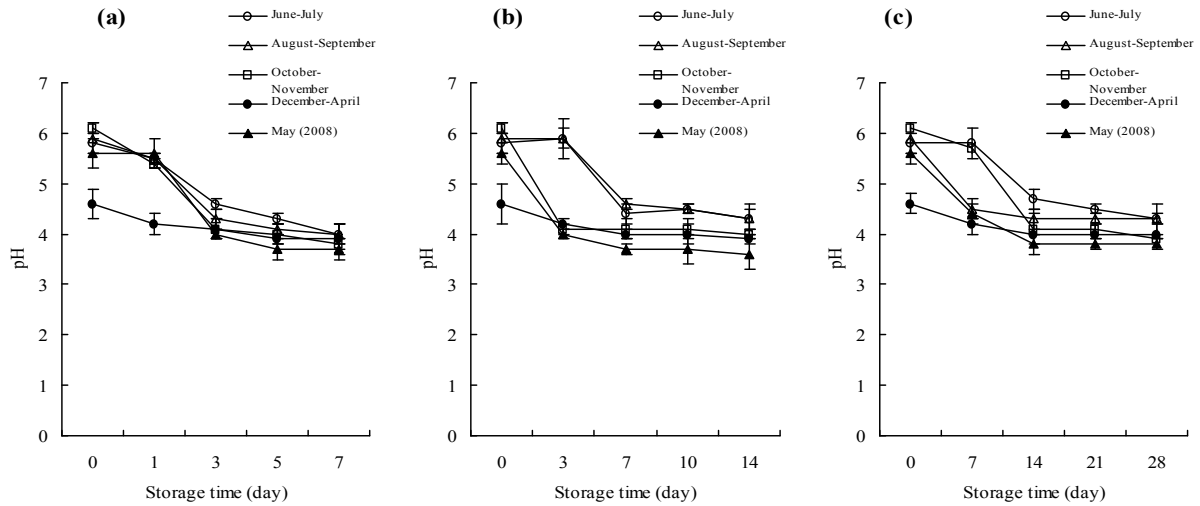 (a)
June-July
August-September
October-
November
December-April
May (2008)
7
6
5
4
3
2
1
0
pH
0 1 3 5 7
Storage time (day)
(b)
June-July
August-September
October-
November
December-April
May (2008)
7
6
5
4
3
2
1
0
pH
0 3 7 10 14
Storage time (day)
(c)
June-July
August-September
October-
November
December-April
May (2008)
7
6
5
4
3
2
1
0
pH
0 7 14 21 28
Storage time (day)